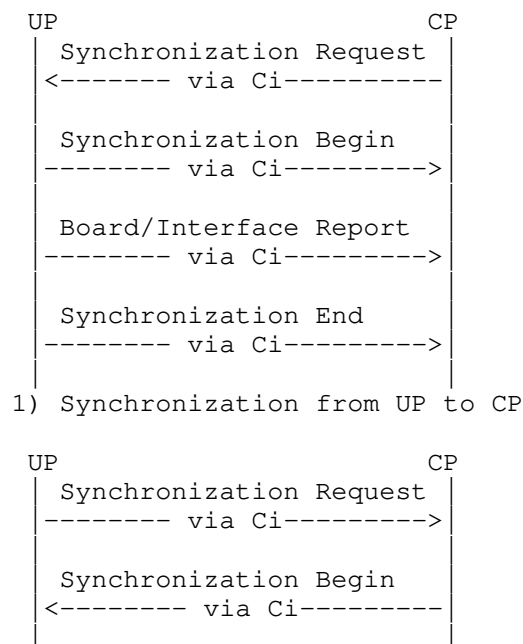 UP CP
Synchronization Request
<------- via Ci----------
Synchronization Begin
-------- via Ci--------->
Board/Interface Report
-------- via Ci--------->
Synchronization End
-------- via Ci--------->
1) Synchronization from UP to CP
UP CP
Synchronization Request
-------- via Ci--------->
Synchronization Begin
<-------- via Ci---------